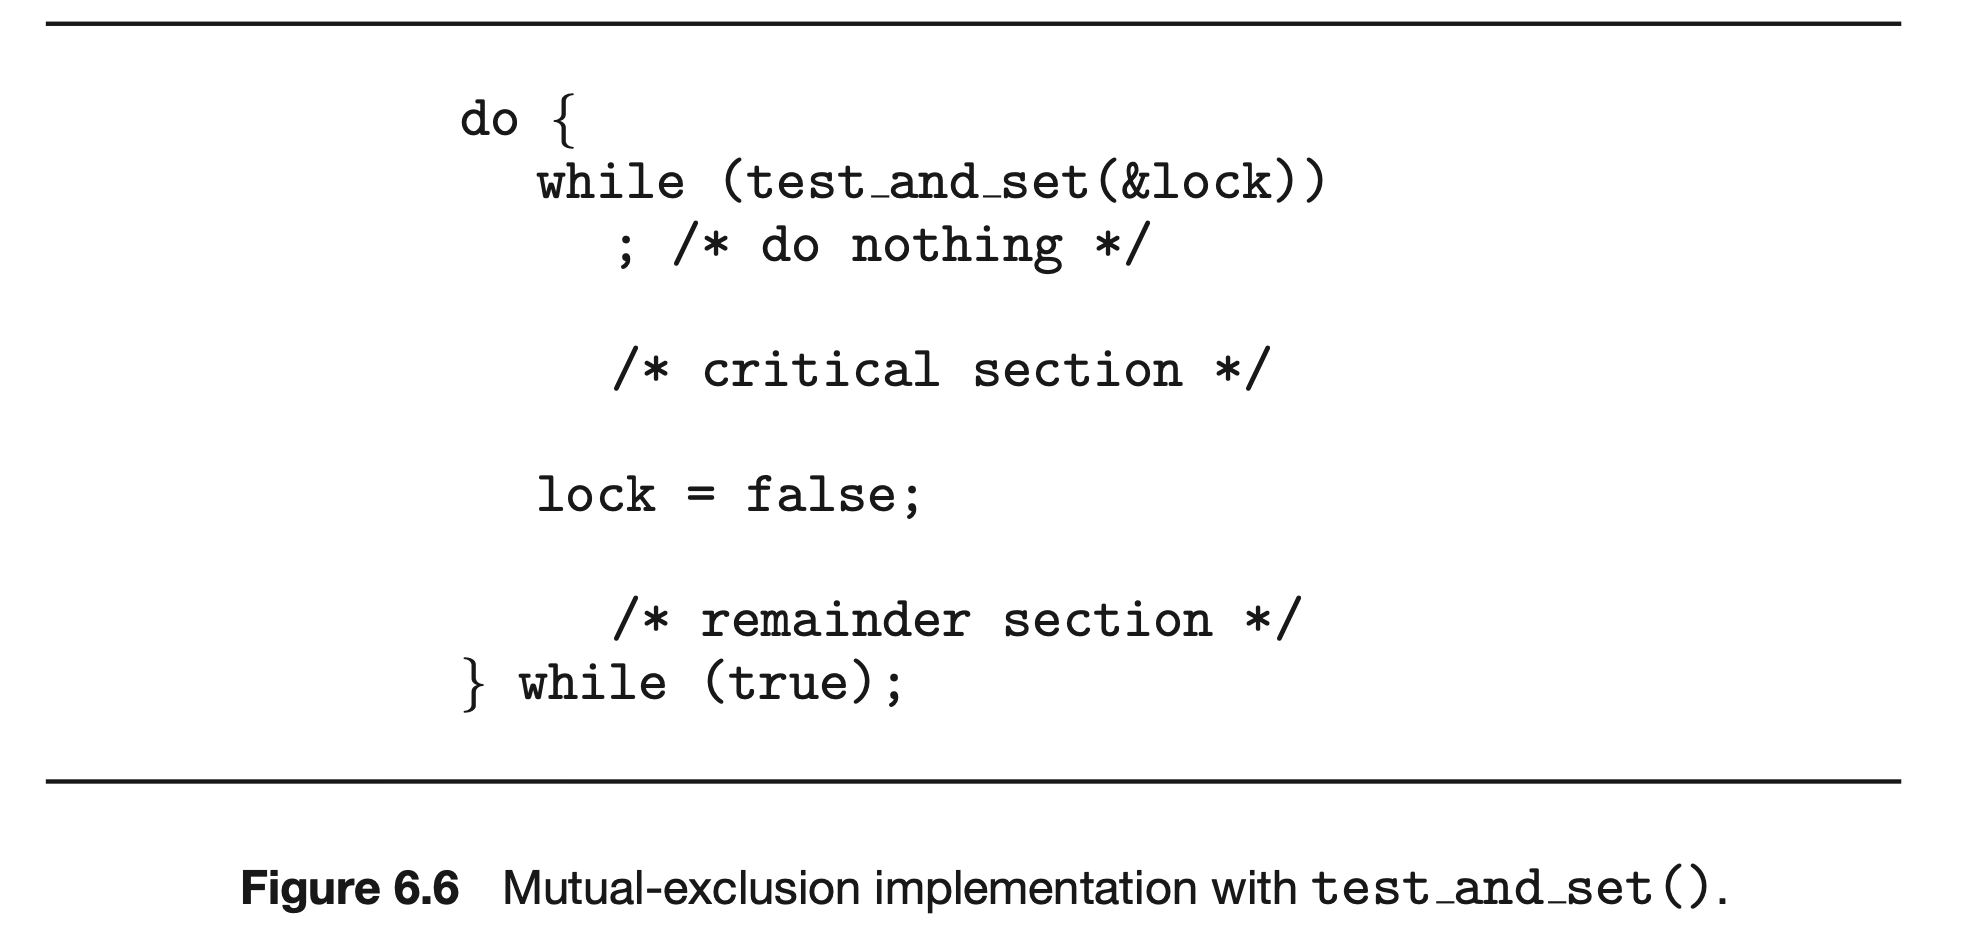 do {
while (test_and_set(&lock))
; /* do nothing */
/* critical section */
lock = false;
/* remainder section */
} while (true);
Figure 6.6 Mutual-exclusion implementation with test_and_set().